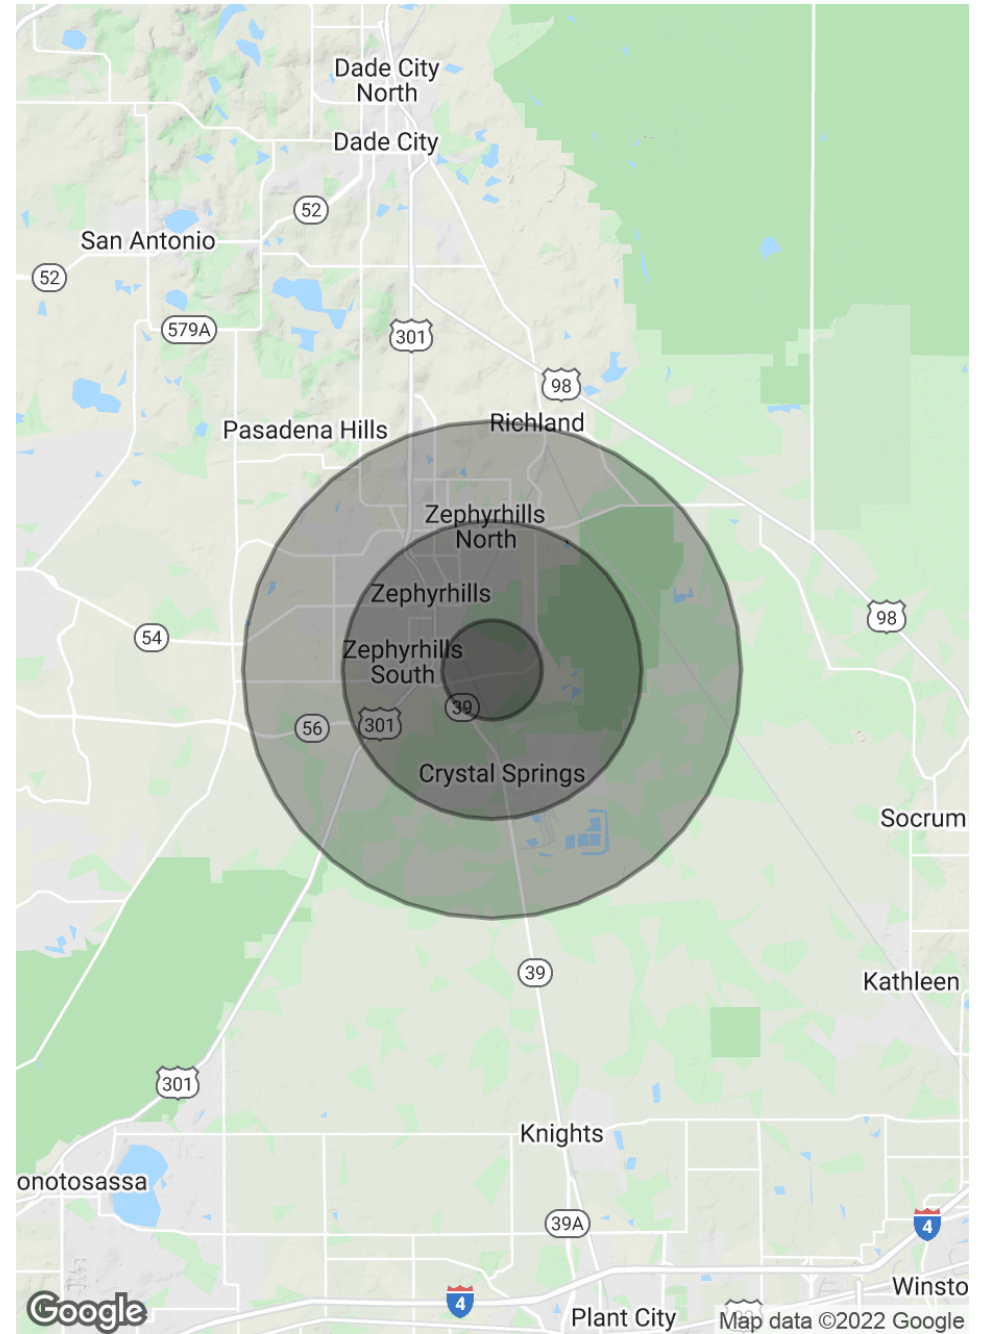 Dade City
North
Dade City
52
San Antonio
52
579A
301
98
Richland
Pasadena Hills
Zephyrhills
North
Zephyrhills
98
54
Zephyrhills
South
39
301
56
Crystal Springs
Socrum
39
Kathleen
301
Knights
onotosassa
39A
4
Winsto
4
Google
Plant City
Map data ©2022 Google